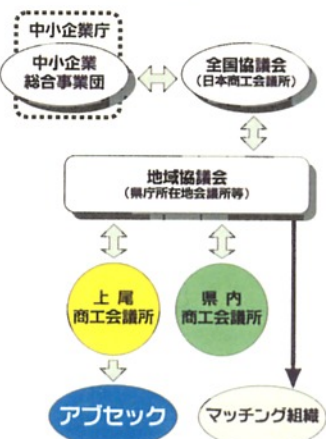 中小企業庁
中小企業
総合事業団
全国協議会
(日本商工会議所)
地域協議会
(県庁所在地会議所等)
上尾
商工会議所
県内
商工会議所
アブセック
マッチング組織